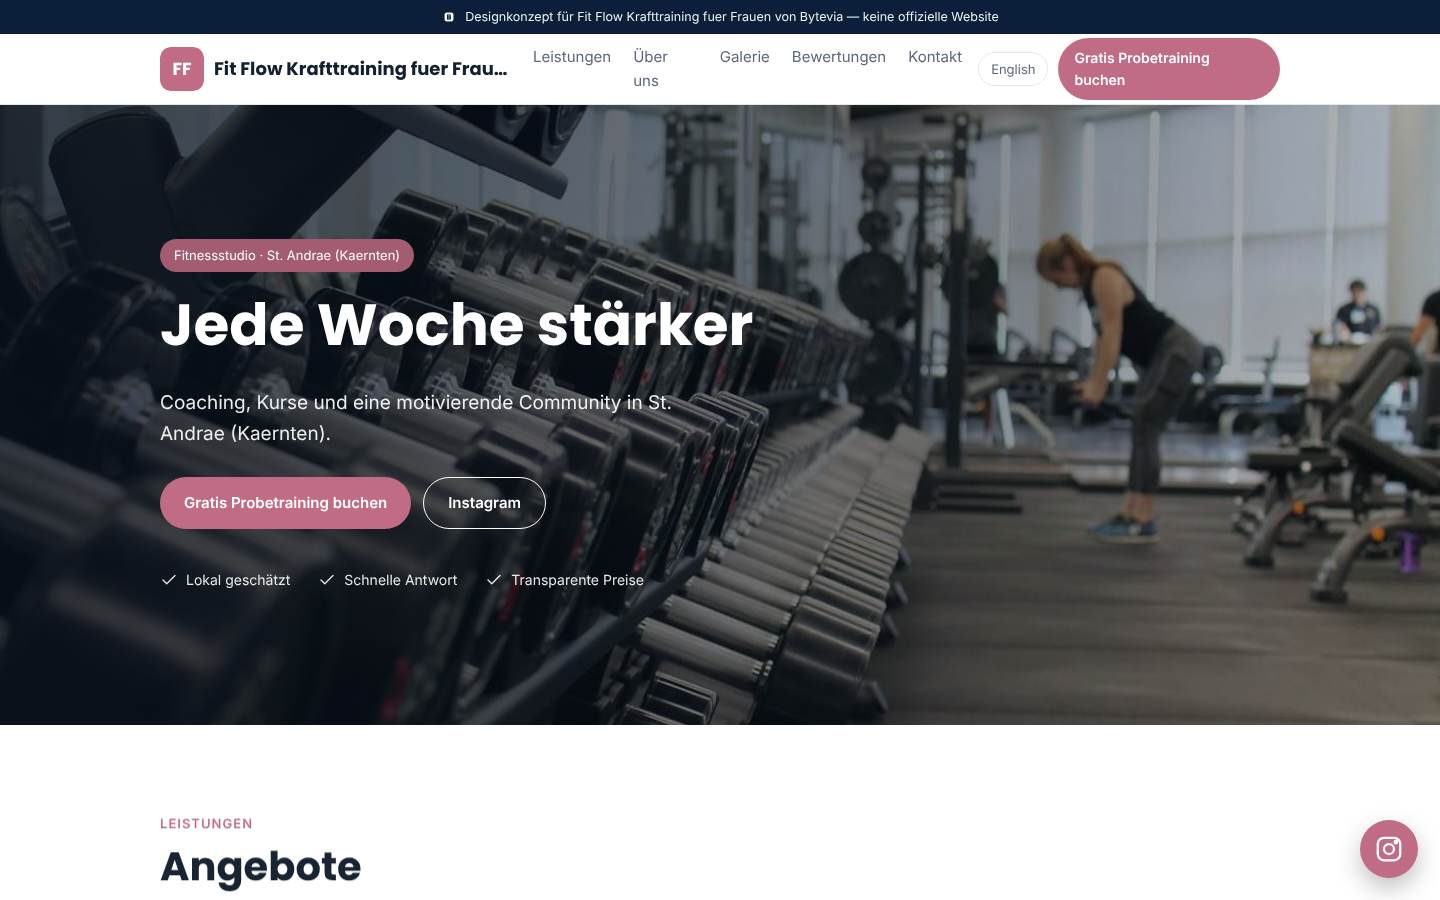 Designkonzept für Fit Flow Krafttraining fuer Frauen von Bytevia — keine offizielle Website
FF
Fit Flow Krafttraining fuer Frau…
Leistungen
Über
uns
Galerie
Bewertungen
Kontakt
English
Gratis Probetraining
buchen
Fitnessstudio · St. Andrae (Kaernten)
Jede Woche stärker
Coaching, Kurse und eine motivierende Community in St.
Andrae (Kaernten).
Gratis Probetraining buchen
Instagram
Lokal geschätzt
Schnelle Antwort
Transparente Preise
LEISTUNGEN
Angebote